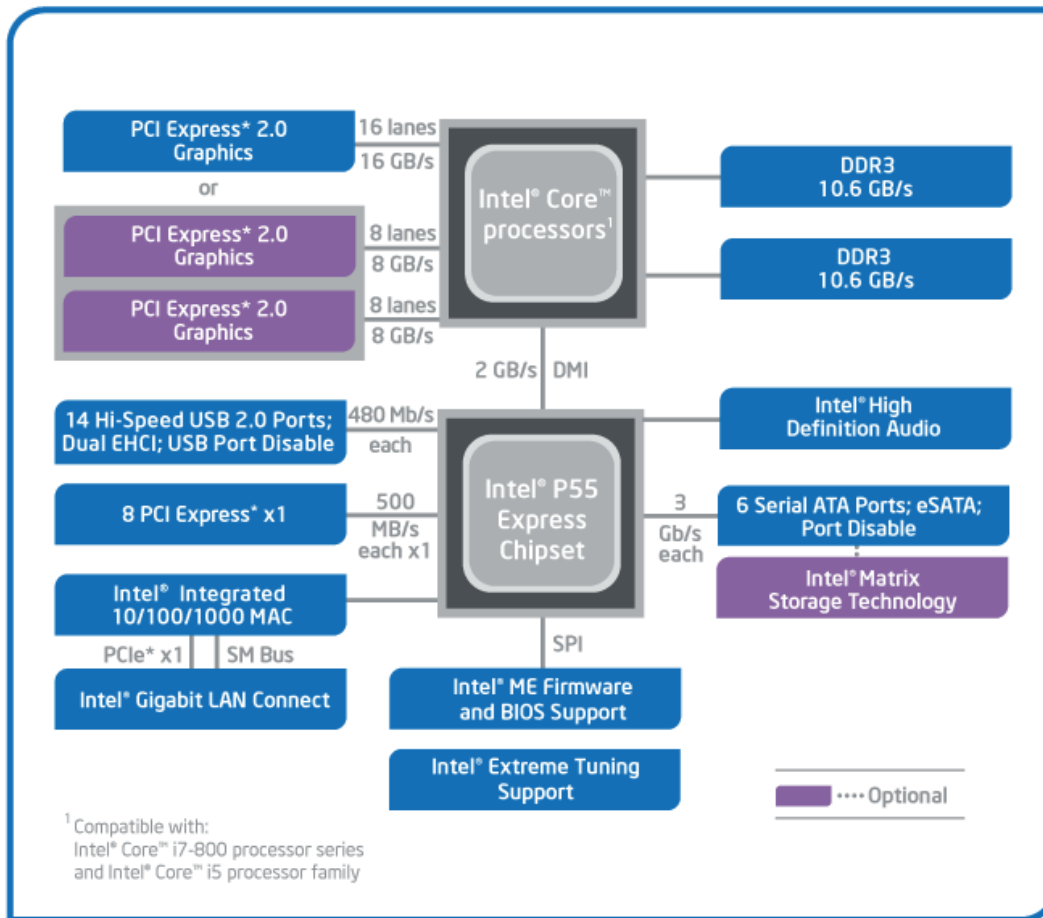 PCI Express* 2.0
Graphics
16 lanes
16 GB/s
or
PCI Express* 2.0
Graphics
8 lanes
8 GB/s
PCI Express* 2.0
Graphics
8 lanes
8 GB/s
Intel® Core™
processors¹
DDR3
10.6 GB/s
DDR3
10.6 GB/s
2 GB/s DMI
14 Hi-Speed USB 2.0 Ports;
Dual EHCI; USB Port Disable
480 Mb/s
each
8 PCI Express* x1
500
MB/s
each x1
Intel® Integrated
10/100/1000 MAC
PCIe* x1 SM Bus
Intel® Gigabit LAN Connect
Intel® P55
Express
Chipset
Intel® High
Definition Audio
3
Gb/s
each
6 Serial ATA Ports; eSATA;
Port Disable
Intel® Matrix
Storage Technology
SPI
Intel® ME Firmware
and BIOS Support
Intel® Extreme Tuning
Support
Optional
¹ Compatible with:
Intel® Core™ i7-800 processor series
and Intel® Core™ i5 processor family